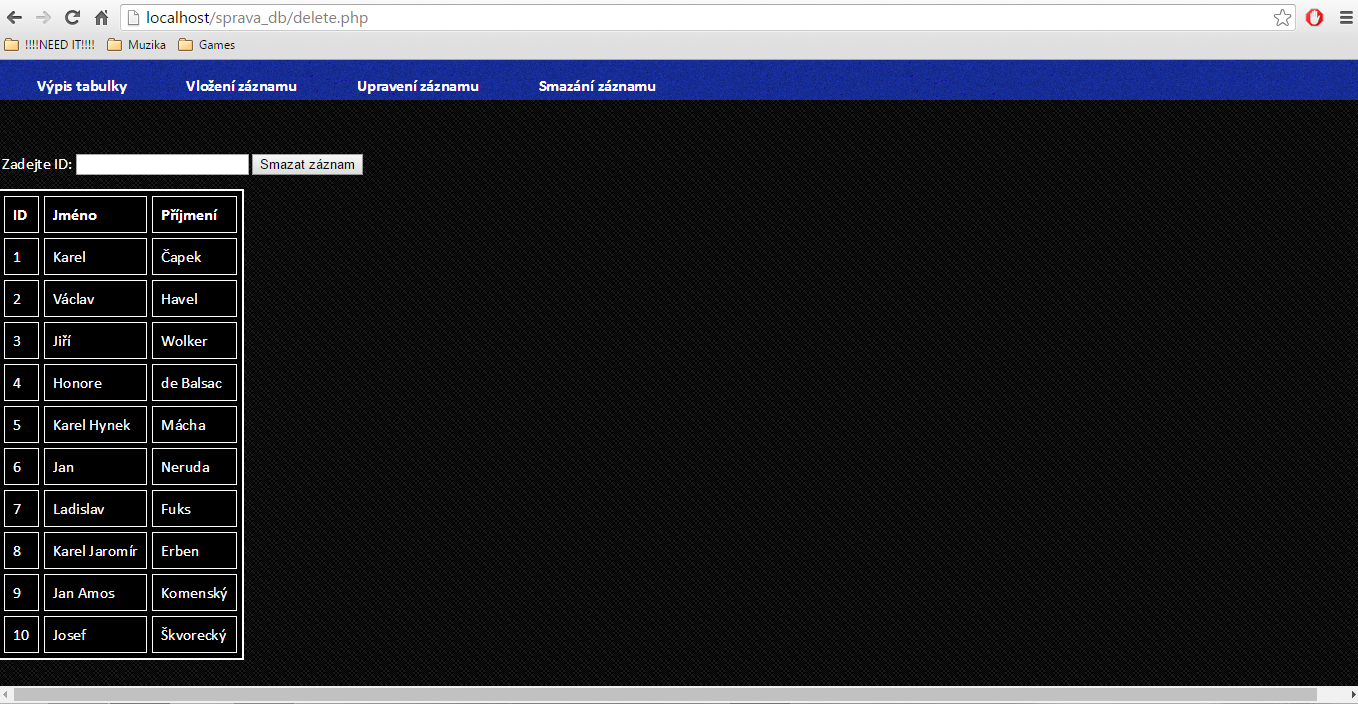 localhost/sprava_db/delete.php
!!!!NEED IT!!!! Muzika Games
Výpis tabulky Vložení záznamu Upravení záznamu Smazání záznamu
Zadejte ID: Smazat záznam
ID Jméno Příjmení
1 Karel Čapek
2 Václav Havel
3 Jiří Wolker
4 Honore de Balsac
5 Karel Hynek Mácha
6 Jan Neruda
7 Ladislav Fuks
8 Karel Jaromír Erben
9 Jan Amos Komenský
10 Josef Škvorecký